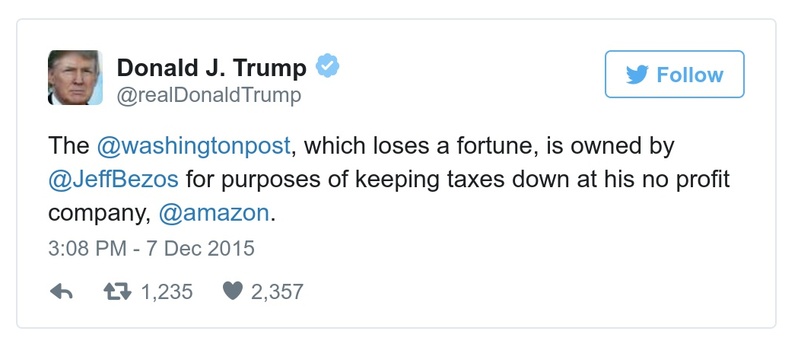 Donald J. Trump
@realDonaldTrump
Follow
The @washingtonpost, which loses a fortune, is owned by
@JeffBezos for purposes of keeping taxes down at his no profit
company, @amazon.
3:08 PM - 7 Dec 2015
1,235 2,357